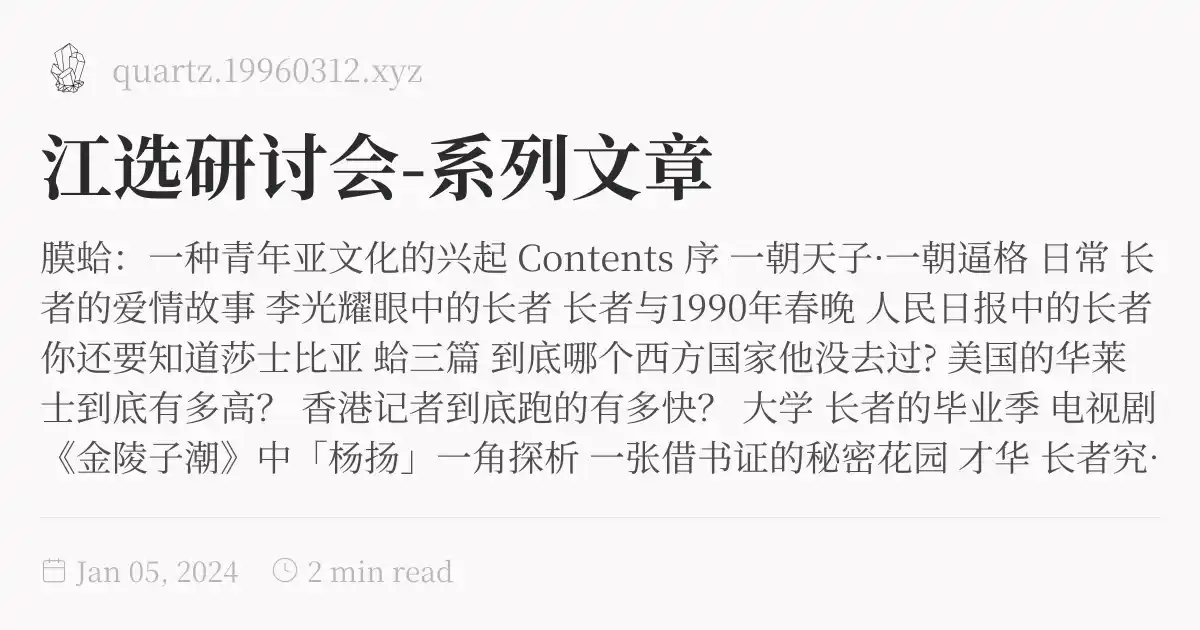 quartz.19960312.xyz
江选研讨会-系列文章
膜蛤：一种青年亚文化的兴起 Contents 序 一朝天子·一朝逼格 日常 长
者的爱情故事 李光耀眼中的长者 长者与1990年春晚 人民日报中的长者
你还要知道莎士比亚 蛤三篇 到底哪个西方国家他没去过? 美国的华莱
士到底有多高？ 香港记者到底跑的有多快？ 大学 长者的毕业季 电视剧
《金陵子潮》中「杨扬」一角探析 一张借书证的秘密花园 才华 长者究·
Jan 05, 2024 2 min read